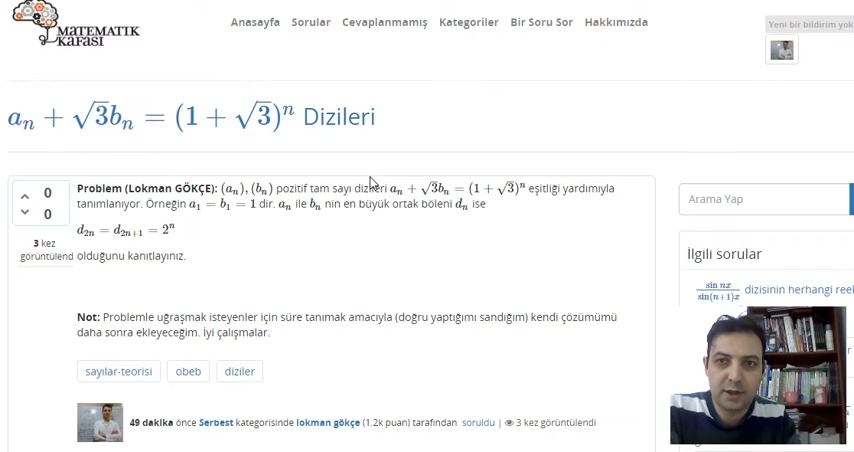 MATEMATİK
KAFASI
Anasayfa Sorular Cevaplanmamış Kategoriler Bir Soru Sor Hakkımızda
Yeni bir bildirim yok
aₙ + √3bₙ = (1 + √3)ⁿ Dizileri
0
0
3 kez
görüntülend
Problem (Lokman GÖKÇE): (aₙ), (bₙ) pozitif tam sayı dizileri aₙ + √3bₙ = (1 + √3)ⁿ eşitliği yardımıyla
tanımlanıyor. Örneğin a₁ = b₁ = 1 dir. aₙ ile bₙ nin en büyük ortak böleni dₙ ise
d₂ₙ = d₂ₙ₊₁ = 2ⁿ
olduğunu kanıtlayınız.
Not: Problemle uğraşmak isteyenler için süre tanımak amacıyla (doğru yaptığımı sandığım) kendi çözümümü
daha sonra ekleyeceğim. İyi çalışmalar.
sayılar-teorisi obeb diziler
49 dakika önce Serbest kategorisinde lokman gökçe (1.2k puan) tarafından soruldu | 3 kez görüntülendi
Arama Yap
İlgili sorular
sin nx / sin(n+1)x dizisinin herhangi reel